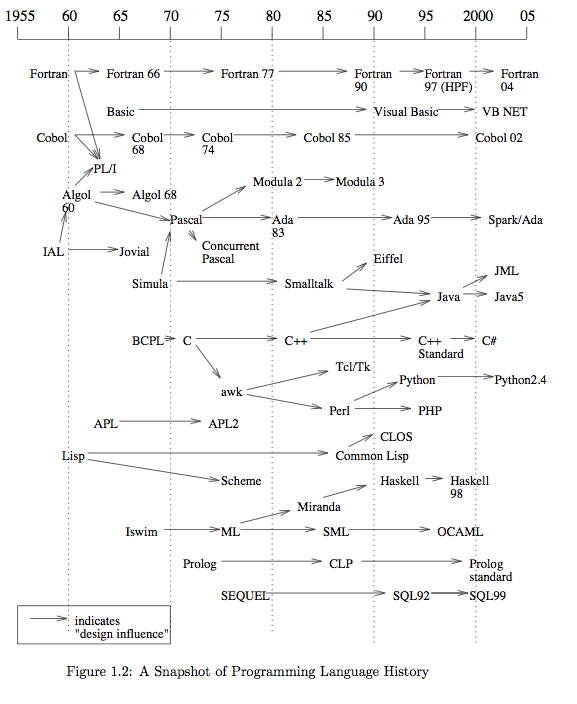 1955 60 65 70 75 80 85 90 95 2000 05
Fortran Fortran 66 Fortran 77 Fortran Fortran Fortran
90 97 (HPF) 04
Basic Visual Basic VB NET
Cobol Cobol Cobol Cobol 85 Cobol 02
68 74
PL/I
Modula 2 Modula 3
Algol Algol 68
60
Pascal Ada Ada 95 Spark/Ada
83
IAL Jovial Concurrent
Pascal
Eiffel
JML
Simula Smalltalk
Java Java5
BCPL C C++ C++ C#
Standard
Tcl/Tk
Python Python2.4
awk
Perl PHP
APL APL2
CLOS
Lisp Common Lisp
Scheme Haskell Haskell
98
Miranda
Iswim ML SML OCAML
Prolog CLP Prolog
standard
SEQUEL SQL92 SQL99
indicates
"design influence"
Figure 1.2: A Snapshot of Programming Language History